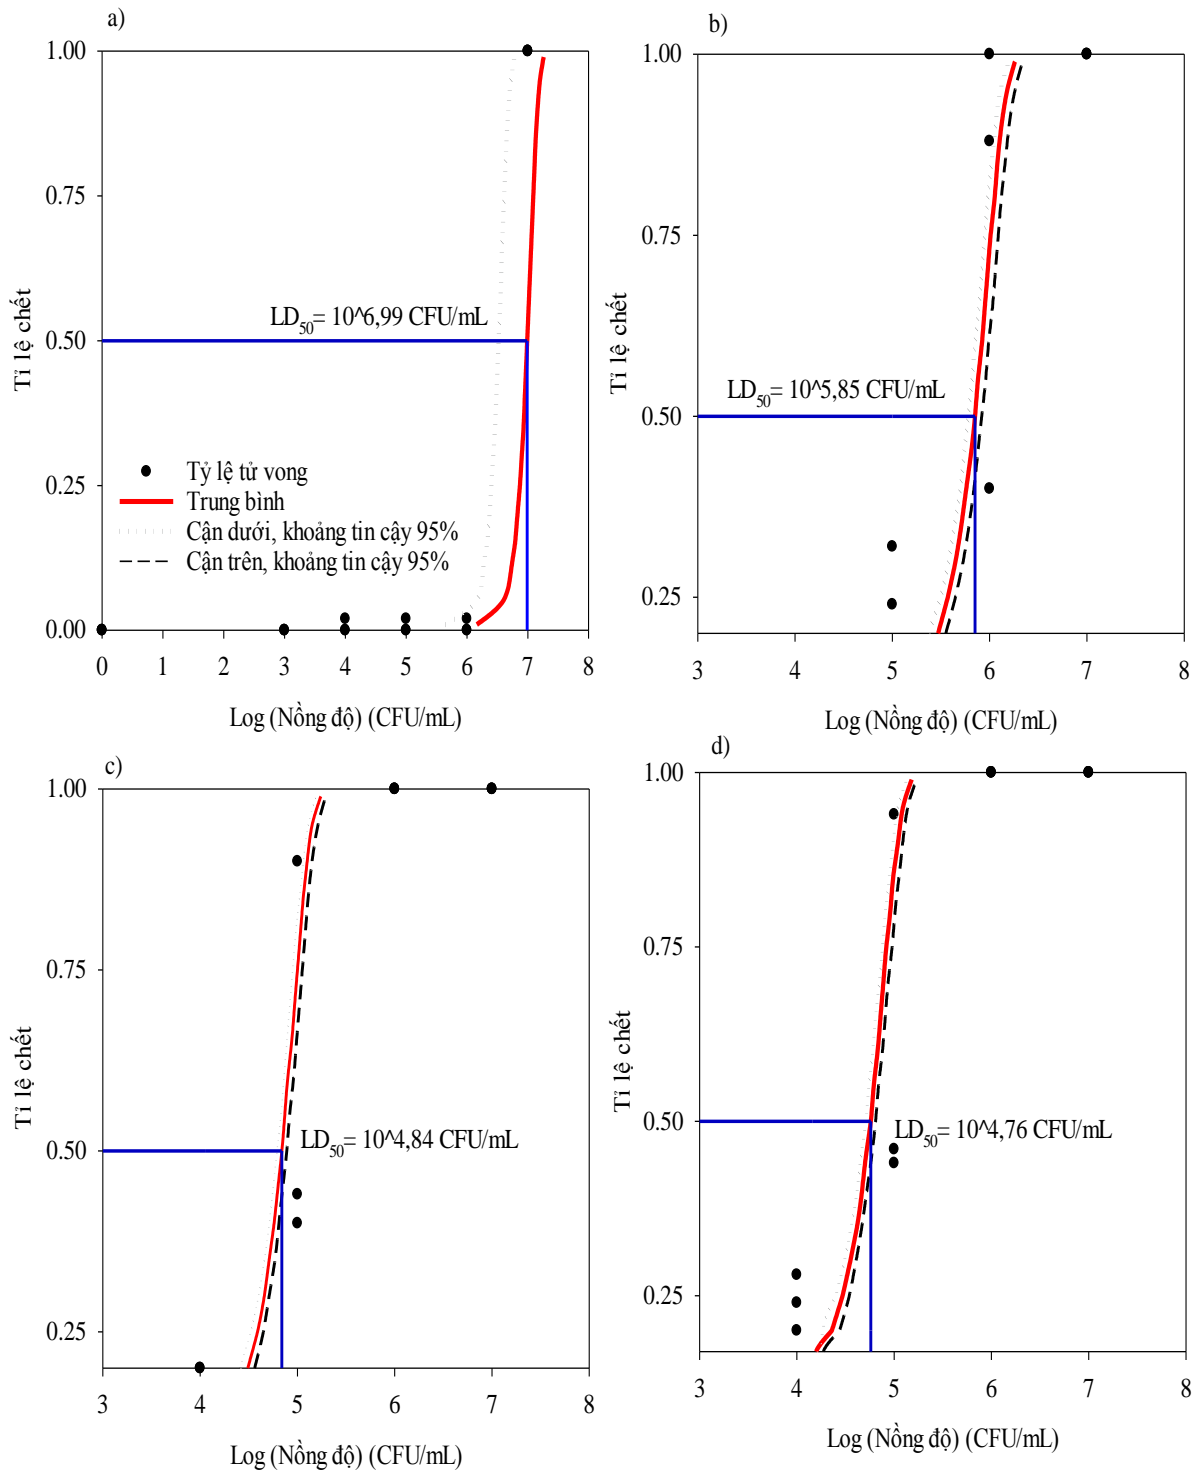 a)
1.00
0.75
0.50
0.25
0.00
Tỉ lệ chết
LD50= 10^6,99 CFU/mL
Tỷ lệ tử vong
Trung bình
Cận dưới, khoảng tin cậy 95%
Cận trên, khoảng tin cậy 95%
0 1 2 3 4 5 6 7 8
Log (Nồng độ) (CFU/mL)
b)
1.00
0.75
0.50
0.25
Tỉ lệ chết
LD50= 10^5,85 CFU/mL
3 4 5 6 7 8
Log (Nồng độ) (CFU/mL)
c)
1.00
0.75
0.50
0.25
Tỉ lệ chết
LD50= 10^4,84 CFU/mL
3 4 5 6 7 8
Log (Nồng độ) (CFU/mL)
d)
1.00
0.75
0.50
0.25
Tỉ lệ chết
LD50= 10^4,76 CFU/mL
3 4 5 6 7 8
Log (Nồng độ) (CFU/mL)